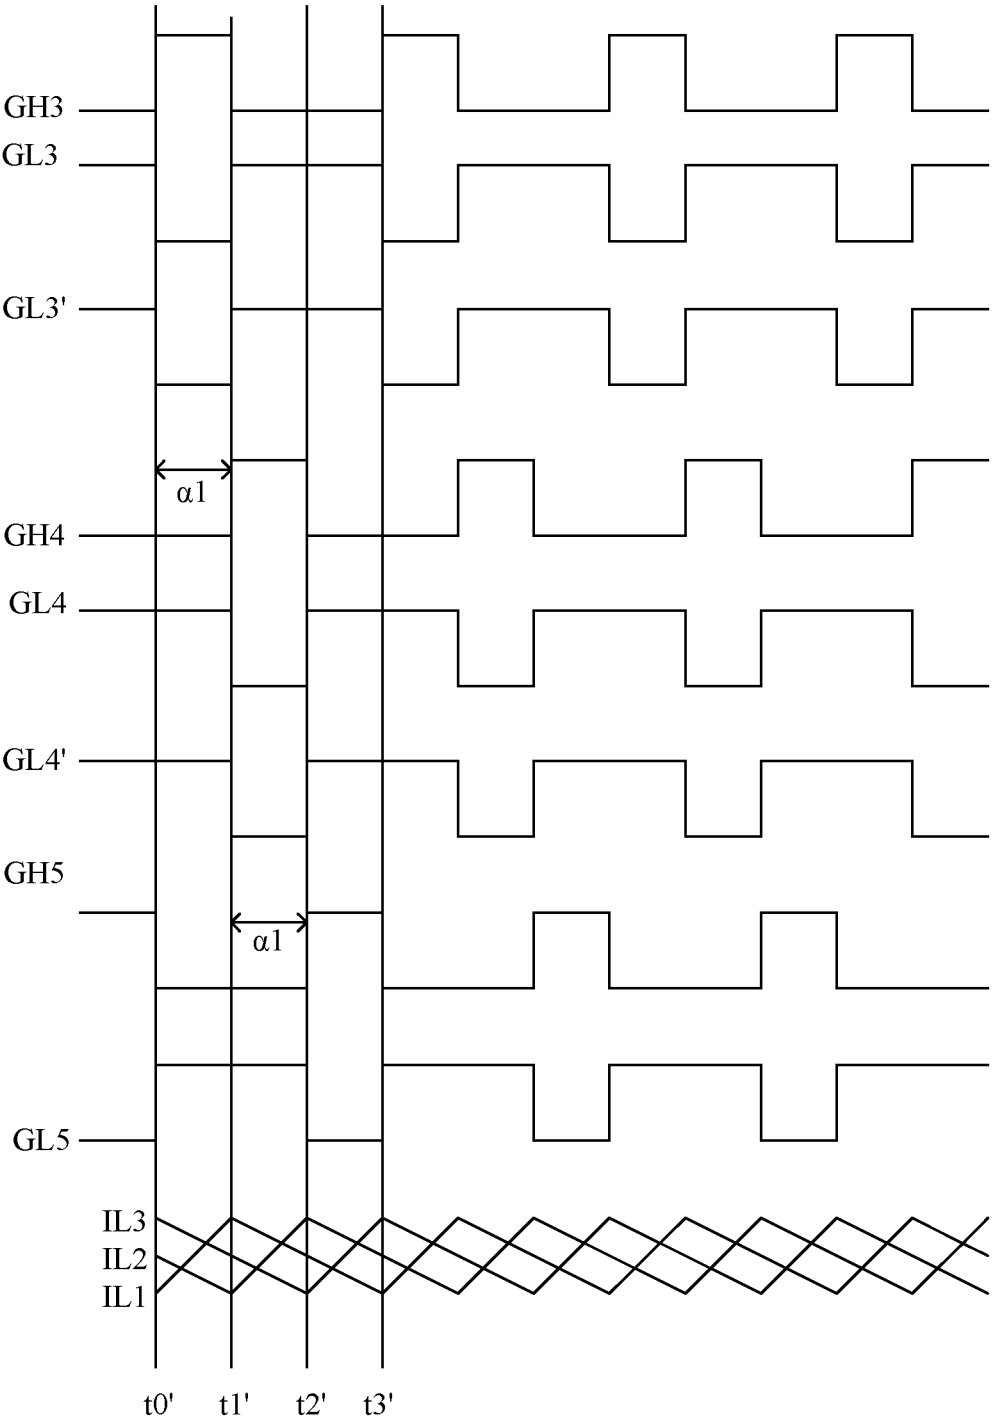 GH3
GL3
GL3'
α1
GH4
GL4
GL4'
GH5
α1
GL5
IL3
IL2
IL1
t0' t1' t2' t3'